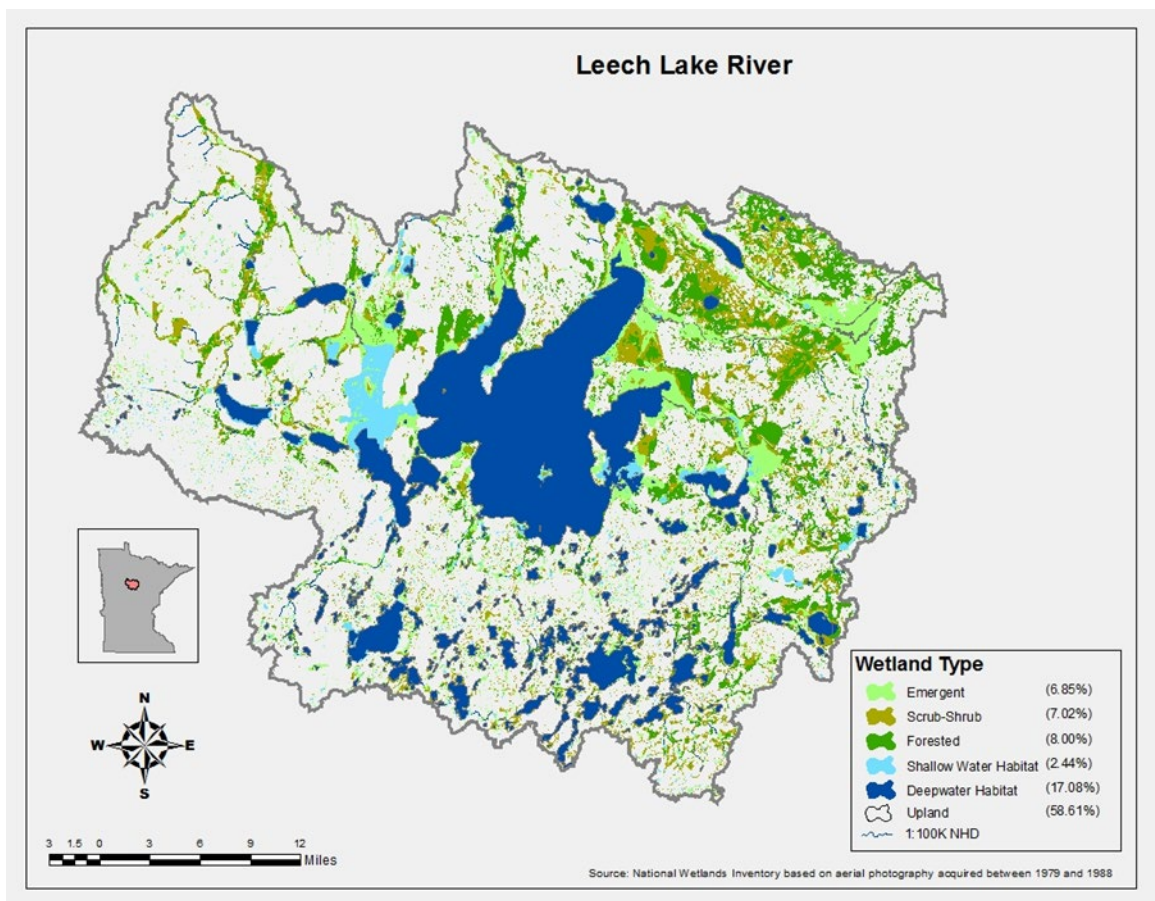 Leech Lake River
N
W E
S
3 1.5 0 3 6 9 12
Miles
Wetland Type
Emergent (6.85%)
Scrub-Shrub (7.02%)
Forested (8.00%)
Shallow Water Habitat (2.44%)
Deepwater Habitat (17.08%)
Upland (58.61%)
1:100K NHD
Source: National Wetlands Inventory based on aerial photography acquired between 1979 and 1988